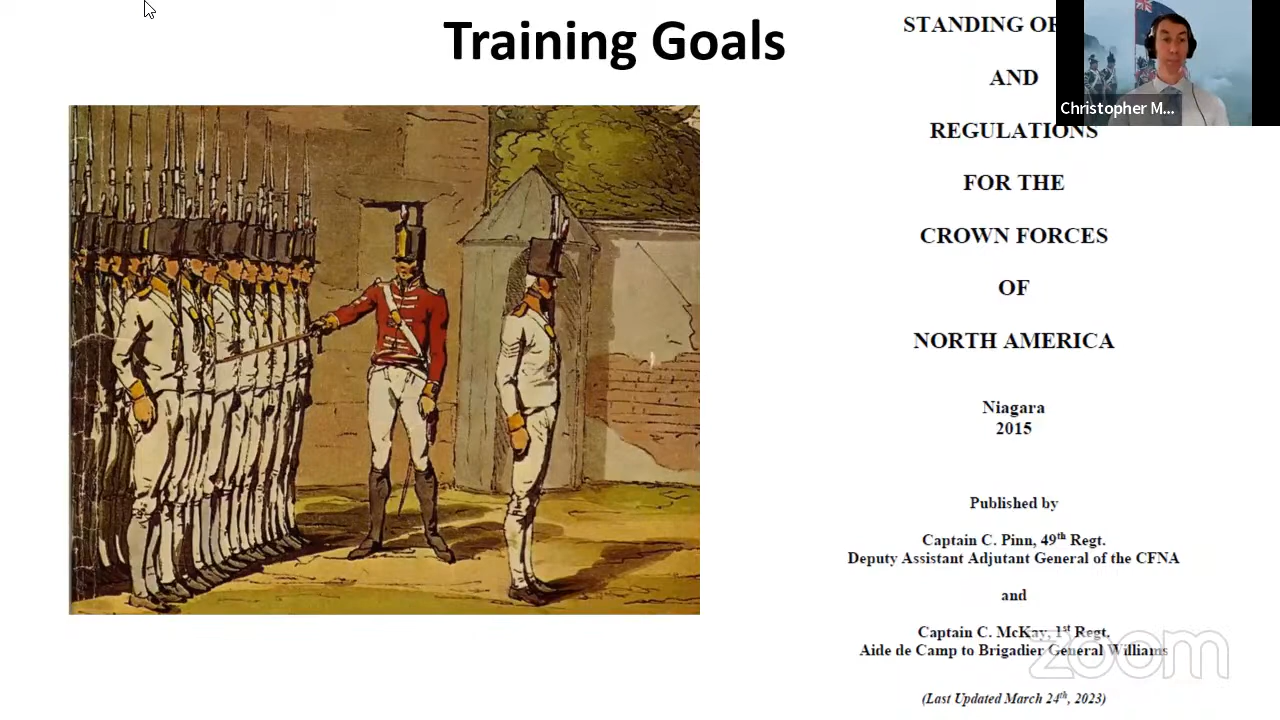 Training Goals
STANDING
AND
REGULATIONS
FOR THE
CROWN FORCES
OF
NORTH AMERICA
Niagara
2015
Published by
Captain C. Pinn, 49th Regt.
Deputy Assistant Adjutant General of the CFNA
and
Captain C. McKay, 1st Regt.
Aide de Camp to Brigadier General Williams
(Last Updated March 24th, 2023)
Christopher M...
zoom